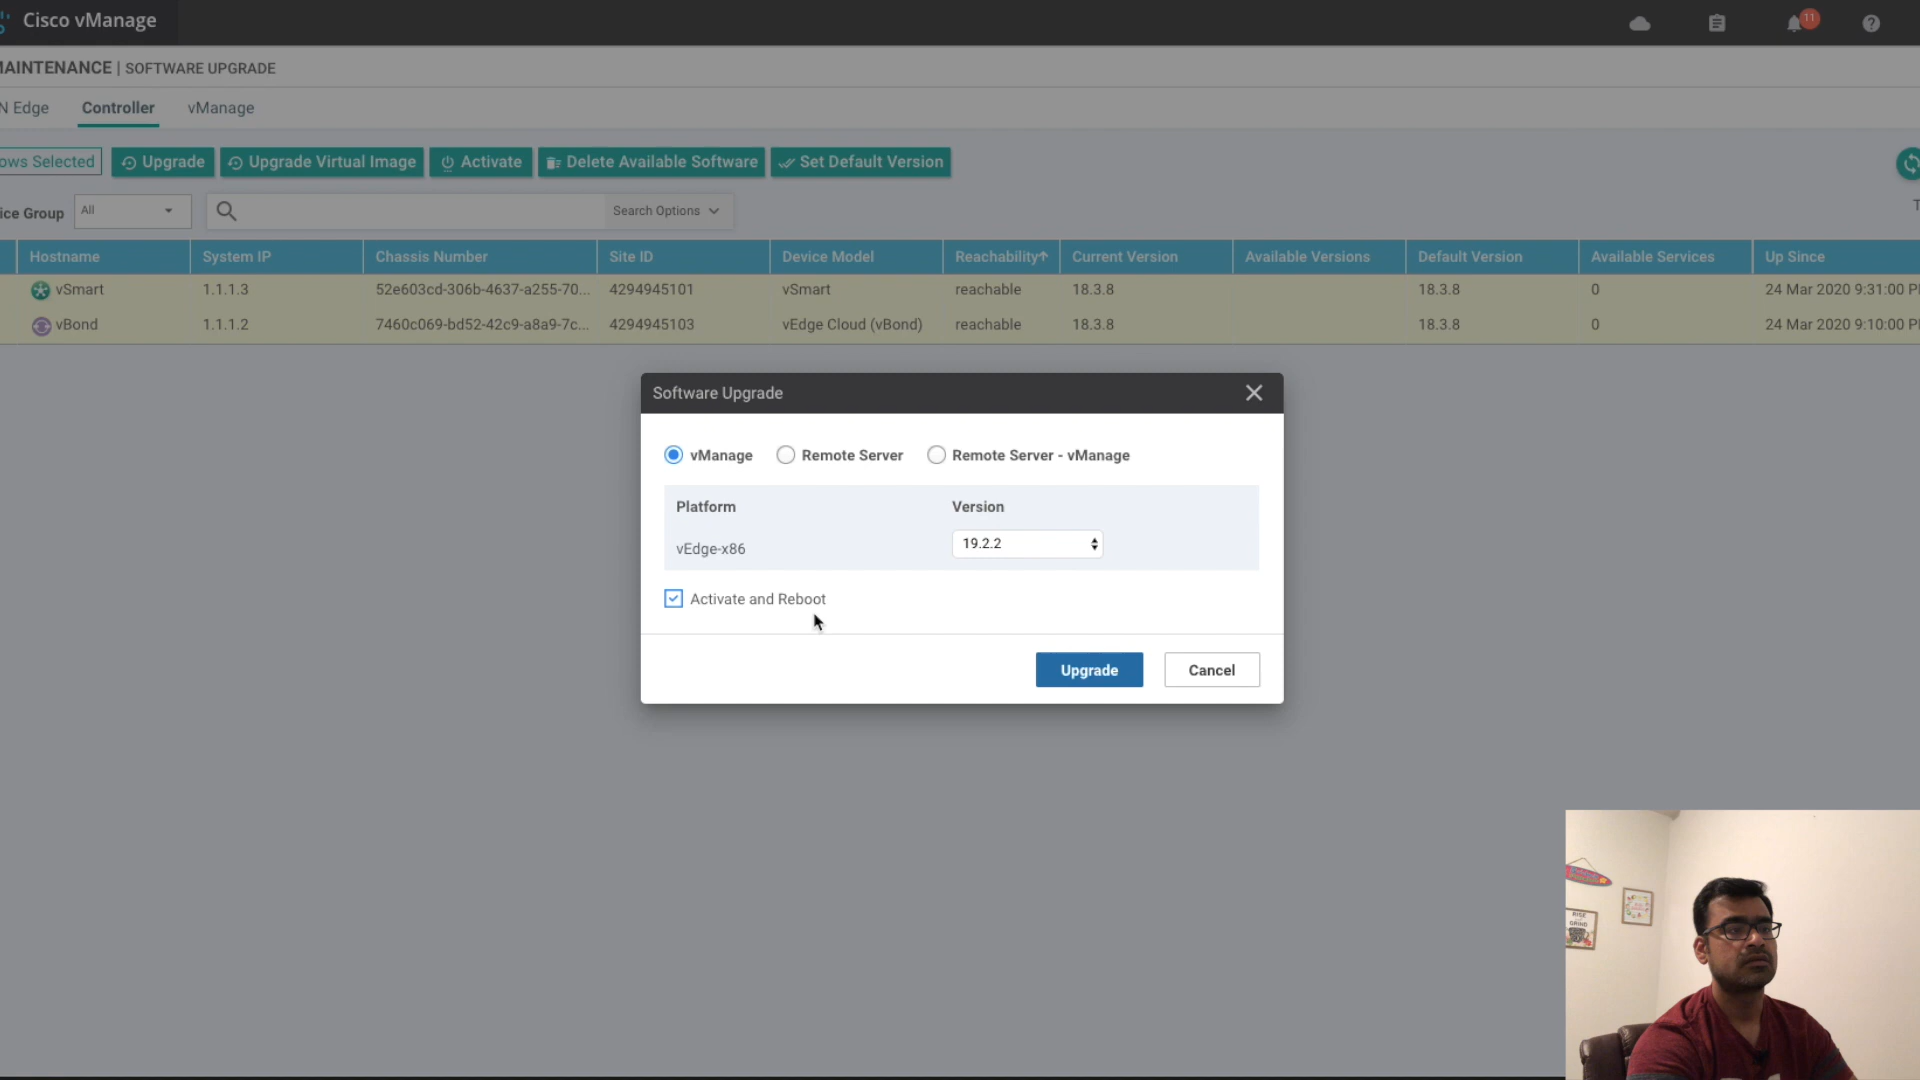 Cisco vManage
11
MAINTENANCE | SOFTWARE UPGRADE
N Edge Controller vManage
ows Selected Upgrade Upgrade Virtual Image Activate Delete Available Software Set Default Version
ice Group All Search Options T
Hostname System IP Chassis Number Site ID Device Model Reachability↑ Current Version Available Versions Default Version Available Services Up Since
vSmart 1.1.1.3 52e603cd-306b-4637-a255-70... 4294945101 vSmart reachable 18.3.8 18.3.8 0 24 Mar 2020 9:31:00 P
vBond 1.1.1.2 7460c069-bd52-42c9-a8a9-7c... 4294945103 vEdge Cloud (vBond) reachable 18.3.8 18.3.8 0 24 Mar 2020 9:10:00 P
Software Upgrade
vManage Remote Server Remote Server - vManage
Platform Version
vEdge-x86 19.2.2
Activate and Reboot
Upgrade Cancel
RISE
GRIND